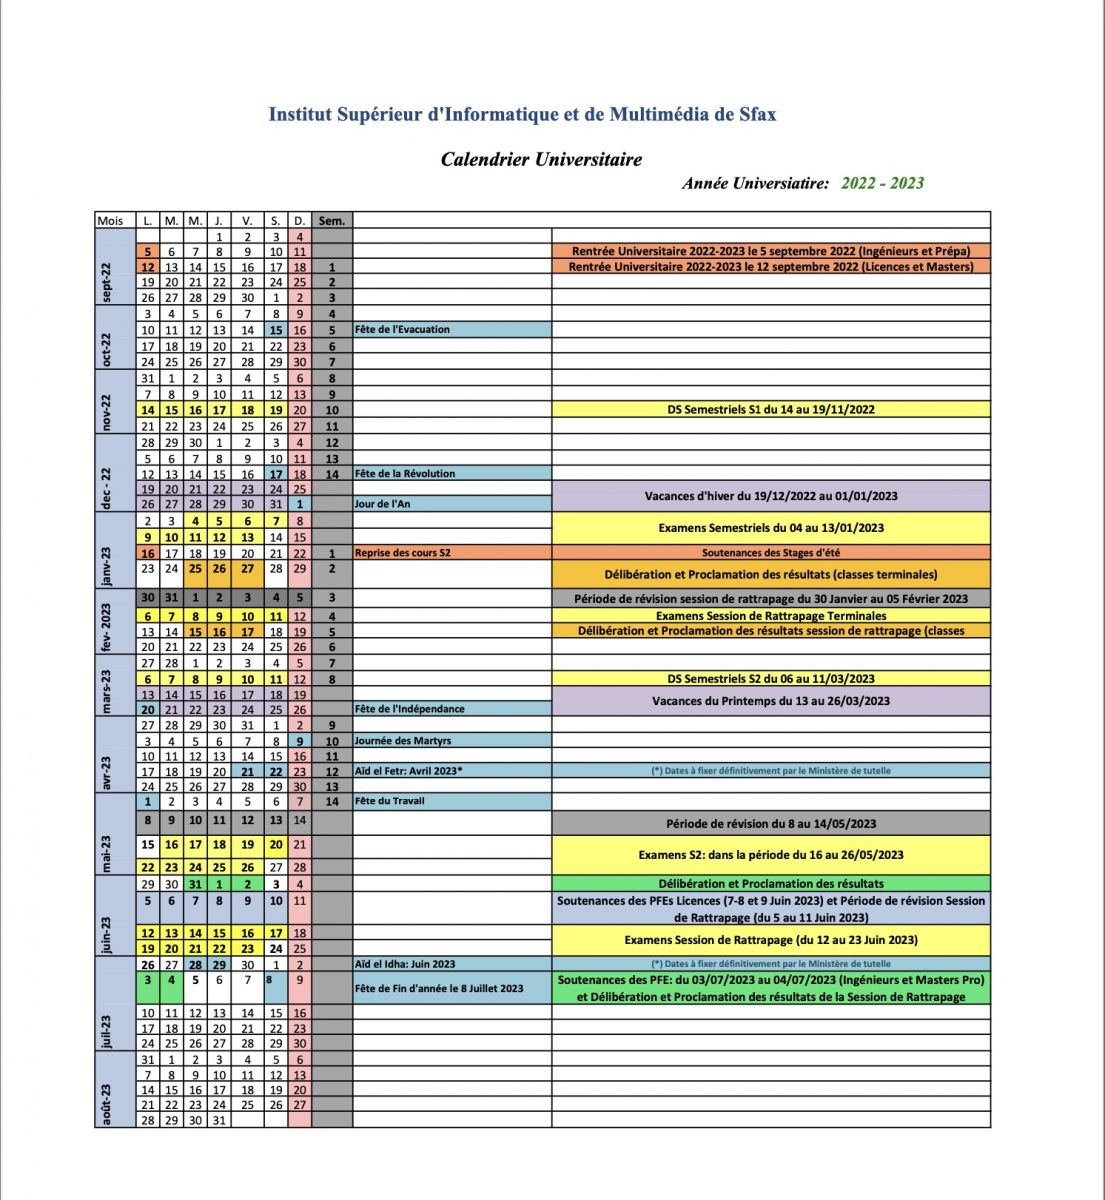 Institut Supérieur d'Informatique et de Multimédia de Sfax
Calendrier Universitaire
Année Universiatire: 2022 - 2023
Mois L. M. M. J. V. S. D. Sem.
sept-22
1 2 3 4
5 6 7 8 9 10 11 Rentrée Universitaire 2022-2023 le 5 septembre 2022 (Ingénieurs et Prépa)
12 13 14 15 16 17 18 1 Rentrée Universitaire 2022-2023 le 12 septembre 2022 (Licences et Masters)
19 20 21 22 23 24 25 2
26 27 28 29 30 1 2 3
oct-22
3 4 5 6 7 8 9 4
10 11 12 13 14 15 16 5 Fête de l'Evacuation
17 18 19 20 21 22 23 6
24 25 26 27 28 29 30 7
nov-22
31 1 2 3 4 5 6 8
7 8 9 10 11 12 13 9
14 15 16 17 18 19 20 10 DS Semestriels S1 du 14 au 19/11/2022
21 22 23 24 25 26 27 11
dec - 22
28 29 30 1 2 3 4 12
5 6 7 8 9 10 11 13
12 13 14 15 16 17 18 14 Fête de la Révolution
19 20 21 22 23 24 25 Vacances d'hiver du 19/12/2022 au 01/01/2023
26 27 28 29 30 31 1 Jour de l'An
janv-23
2 3 4 5 6 7 8 Examens Semestriels du 04 au 13/01/2023
9 10 11 12 13 14 15
16 17 18 19 20 21 22 1 Reprise des cours S2 Soutenances des Stages d'été
23 24 25 26 27 28 29 2 Délibération et Proclamation des résultats (classes terminales)
fev- 2023
30 31 1 2 3 4 5 3 Période de révision session de rattrapage du 30 Janvier au 05 Février 2023
6 7 8 9 10 11 12 4 Examens Session de Rattrapage Terminales
13 14 15 16 17 18 19 5 Délibération et Proclamation des résultats session de rattrapage (classes
20 21 22 23 24 25 26 6
mars-23
27 28 1 2 3 4 5 7
6 7 8 9 10 11 12 8 DS Semestriels S2 du 06 au 11/03/2023
13 14 15 16 17 18 19 Vacances du Printemps du 13 au 26/03/2023
20 21 22 23 24 25 26 Fête de l'Indépendance
avr-23
27 28 29 30 31 1 2 9
3 4 5 6 7 8 9 10 Journée des Martyrs
10 11 12 13 14 15 16 11
17 18 19 20 21 22 23 12 Aïd el Fetr: Avril 2023* (*) Dates à fixer définitivement par le Ministère de tutelle
24 25 26 27 28 29 30 13
mai-23
1 2 3 4 5 6 7 14 Fête du Travail
8 9 10 11 12 13 14 Période de révision du 8 au 14/05/2023
15 16 17 18 19 20 21 Examens S2: dans la période du 16 au 26/05/2023
22 23 24 25 26 27 28
juin-23
29 30 31 1 2 3 4 Délibération et Proclamation des résultats
5 6 7 8 9 10 11 Soutenances des PFEs Licences (7-8 et 9 Juin 2023) et Période de révision Session
de Rattrapage (du 5 au 11 Juin 2023)
12 13 14 15 16 17 18 Examens Session de Rattrapage (du 12 au 23 Juin 2023)
19 20 21 22 23 24 25
juil-23
26 27 28 29 30 1 2 Aïd el Idha: Juin 2023 (*) Dates à fixer définitivement par le Ministère de tutelle
3 4 5 6 7 8 9 Fête de Fin d'année le 8 Juillet 2023 Soutenances des PFE: du 03/07/2023 au 04/07/2023 (Ingénieurs et Masters Pro)
et Délibération et Proclamation des résultats de la Session de Rattrapage
10 11 12 13 14 15 16
17 18 19 20 21 22 23
24 25 26 27 28 29 30
août-23
31 1 2 3 4 5 6
7 8 9 10 11 12 13
14 15 16 17 18 19 20
21 22 23 24 25 26 27
28 29 30 31